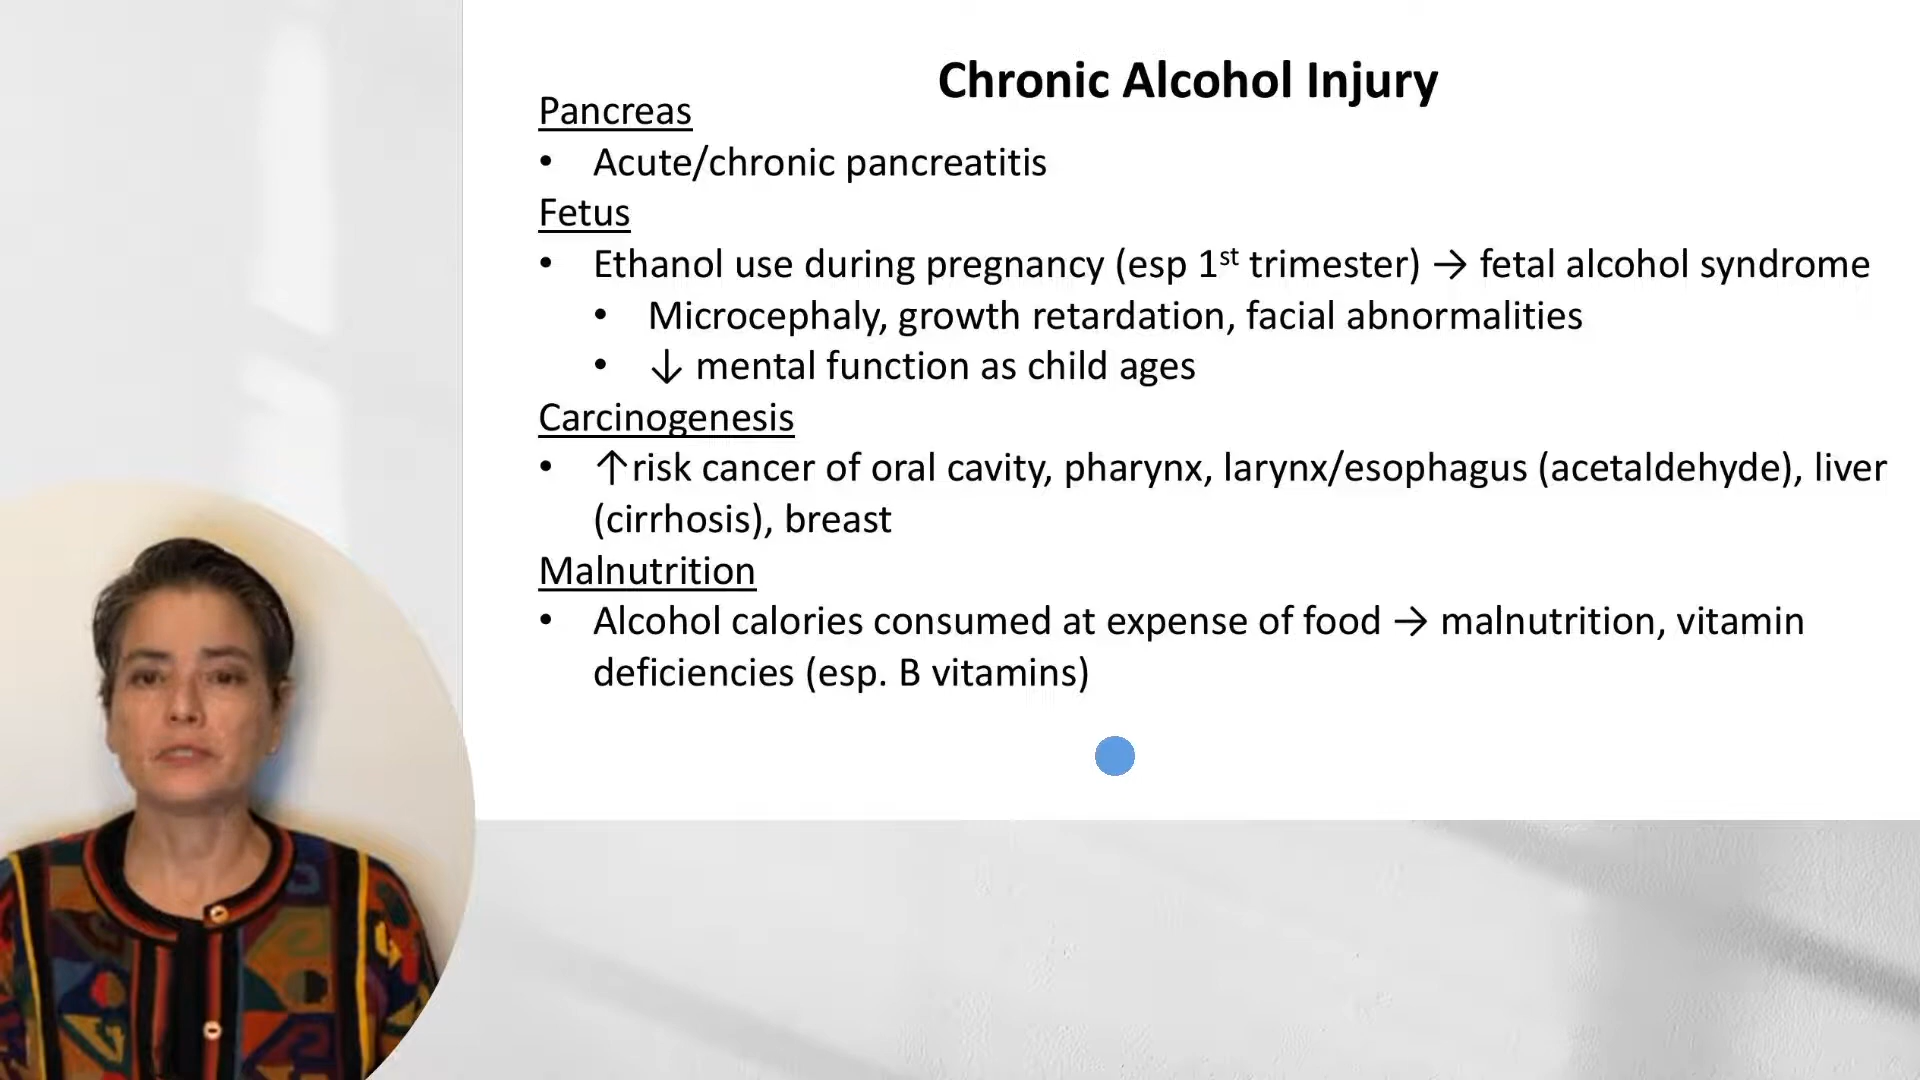 Chronic Alcohol Injury
Pancreas
• Acute/chronic pancreatitis
Fetus
• Ethanol use during pregnancy (esp 1st trimester) → fetal alcohol syndrome
• Microcephaly, growth retardation, facial abnormalities
• ↓ mental function as child ages
Carcinogenesis
• ↑risk cancer of oral cavity, pharynx, larynx/esophagus (acetaldehyde), liver
(cirrhosis), breast
Malnutrition
• Alcohol calories consumed at expense of food → malnutrition, vitamin
deficiencies (esp. B vitamins)